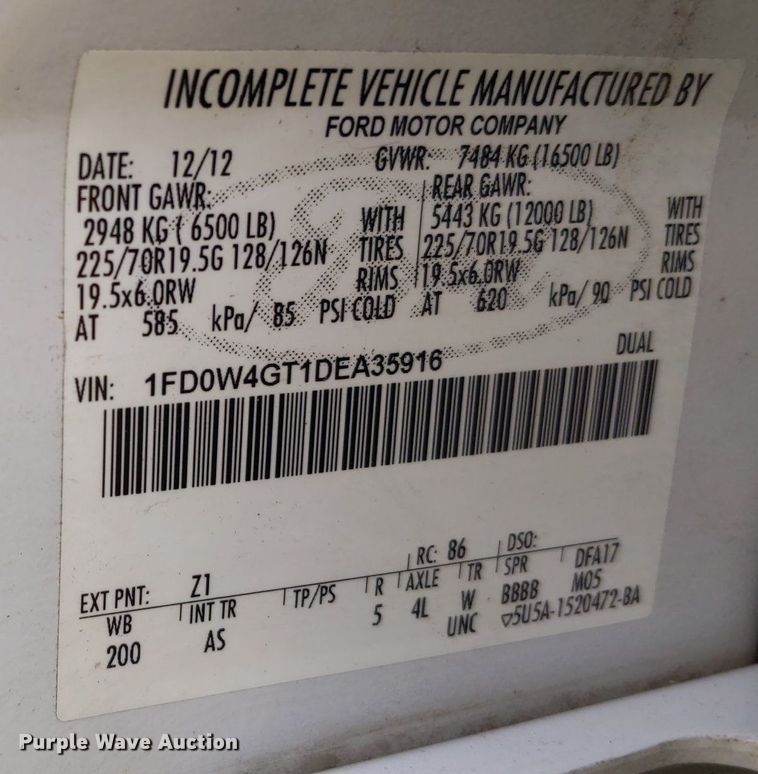 INCOMPLETE VEHICLE MANUFACTURED BY
FORD MOTOR COMPANY
DATE: 12/12 GVWR: 7484 KG (16500 LB)
FRONT GAWR: REAR GAWR:
2948 KG ( 6500 LB) WITH 5443 KG (12000 LB) WITH
225/70R19.5G 128/126N TIRES 225/70R19.5G 128/126N TIRES
19.5x6.0RW RIMS 19.5x6.0RW RIMS
AT 585 kPa/ 85 PSI COLD AT 620 kPa/ 90 PSI COLD
VIN: 1FD0W4GT1DEA35916 DUAL
EXT PNT: Z1 RC: 86 DSO:
WB INT TR TP/PS R AXLE TR SPR DFA17
200 AS 5 4L W BBBB M05
UNC ▽5U5A-1520472-BA
Purple Wave Auction